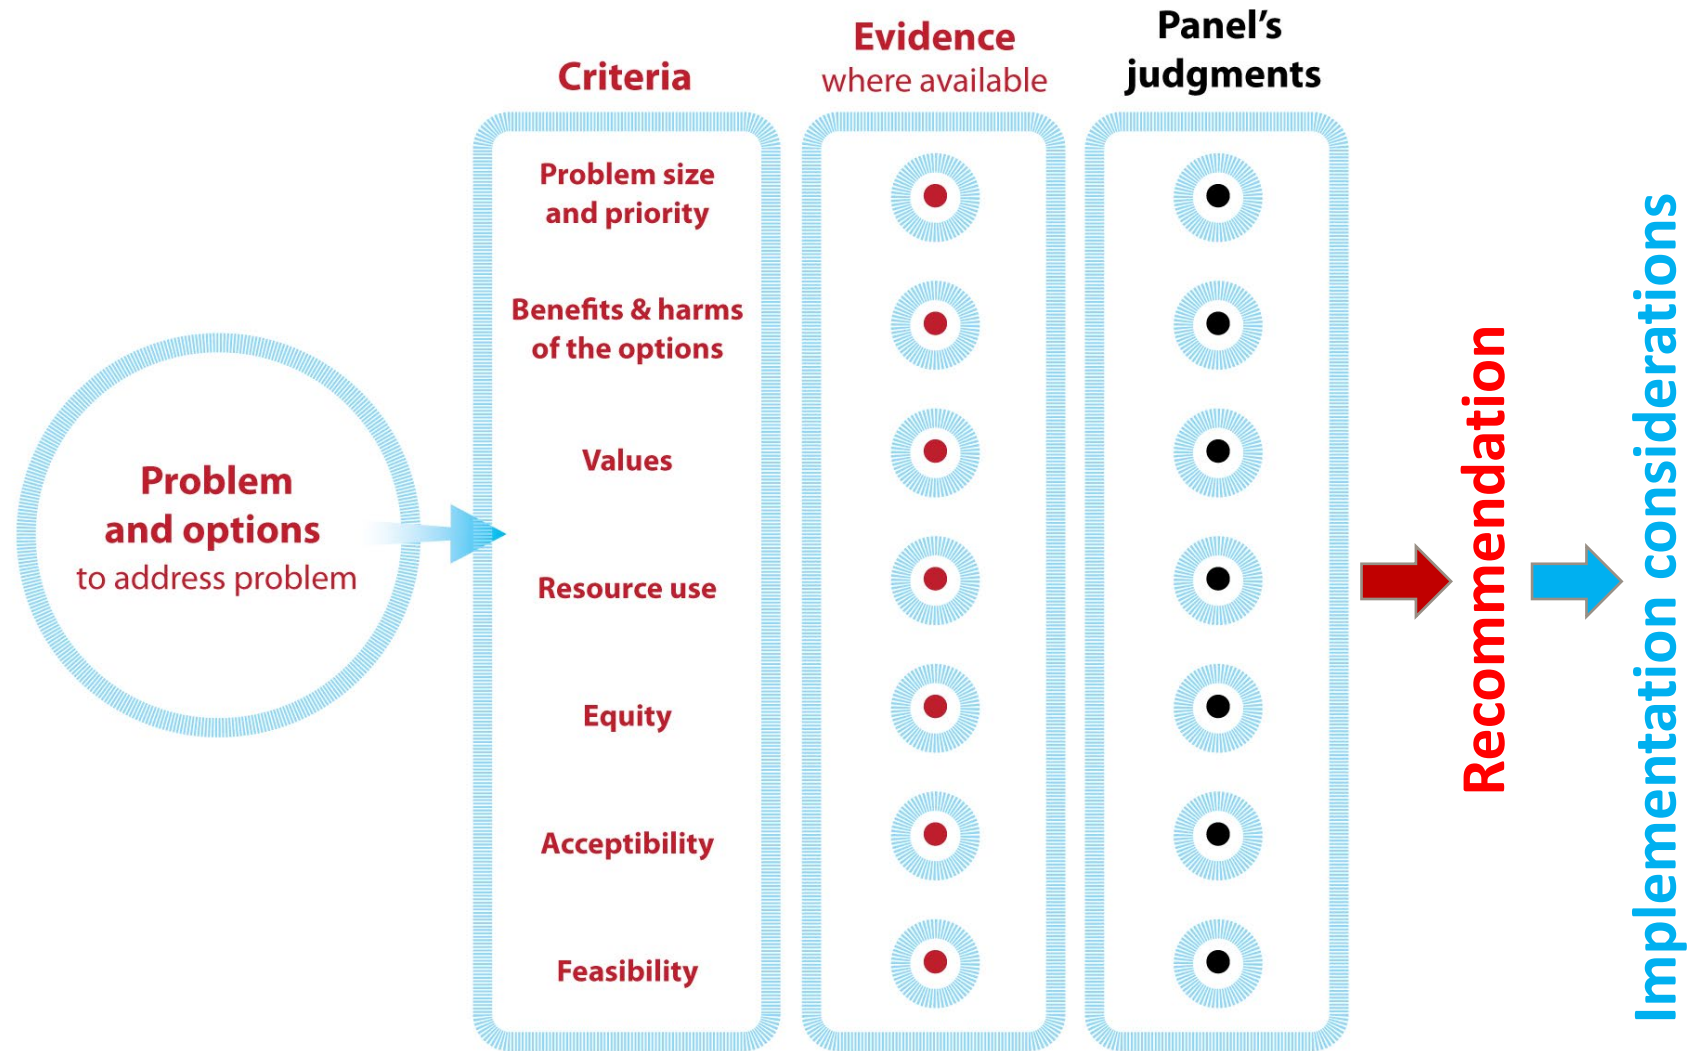 Problem
and options
to address problem
Criteria
Problem size
and priority
Benefits & harms
of the options
Values
Resource use
Equity
Acceptibility
Feasibility
Evidence
where available
Panel’s
judgments
Recommendation
Implementation considerations